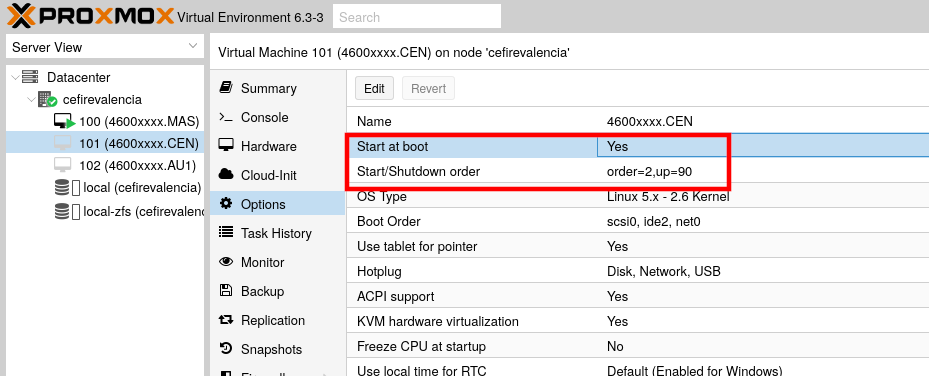 PROXMOX Virtual Environment 6.3-3 Search
Server View
Datacenter
cefirevalencia
100 (4600xxxx.MAS)
101 (4600xxxx.CEN)
102 (4600xxxx.AU1)
local (cefirevalencia)
local-zfs (cefirevalenc
Virtual Machine 101 (4600xxxx.CEN) on node 'cefirevalencia'
Summary
Console
Hardware
Cloud-Init
Options
Task History
Monitor
Backup
Replication
Snapshots
Edit Revert
Name 4600xxxx.CEN
Start at boot Yes
Start/Shutdown order order=2,up=90
OS Type Linux 5.x - 2.6 Kernel
Boot Order scsi0, ide2, net0
Use tablet for pointer Yes
Hotplug Disk, Network, USB
ACPI support Yes
KVM hardware virtualization Yes
Freeze CPU at startup No
Use local time for RTC Default (Enabled for Windows)